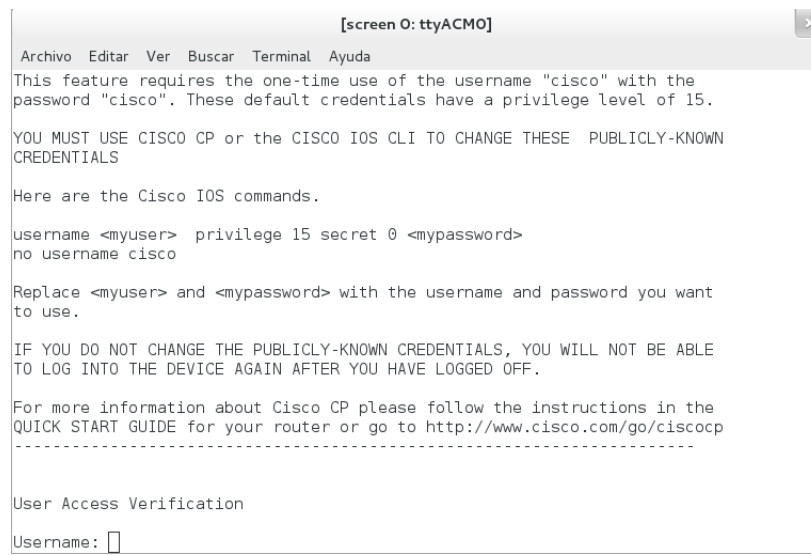 [screen 0: ttyACM0]
Archivo Editar Ver Buscar Terminal Ayuda
This feature requires the one-time use of the username "cisco" with the
password "cisco". These default credentials have a privilege level of 15.
YOU MUST USE CISCO CP or the CISCO IOS CLI TO CHANGE THESE  PUBLICLY-KNOWN
CREDENTIALS
Here are the Cisco IOS commands.
username <myuser>  privilege 15 secret 0 <mypassword>
no username cisco
Replace <myuser> and <mypassword> with the username and password you want
to use.
IF YOU DO NOT CHANGE THE PUBLICLY-KNOWN CREDENTIALS, YOU WILL NOT BE ABLE
TO LOG INTO THE DEVICE AGAIN AFTER YOU HAVE LOGGED OFF.
For more information about Cisco CP please follow the instructions in the
QUICK START GUIDE for your router or go to http://www.cisco.com/go/ciscocp
-----------------------------------------------------------------------
User Access Verification
Username: